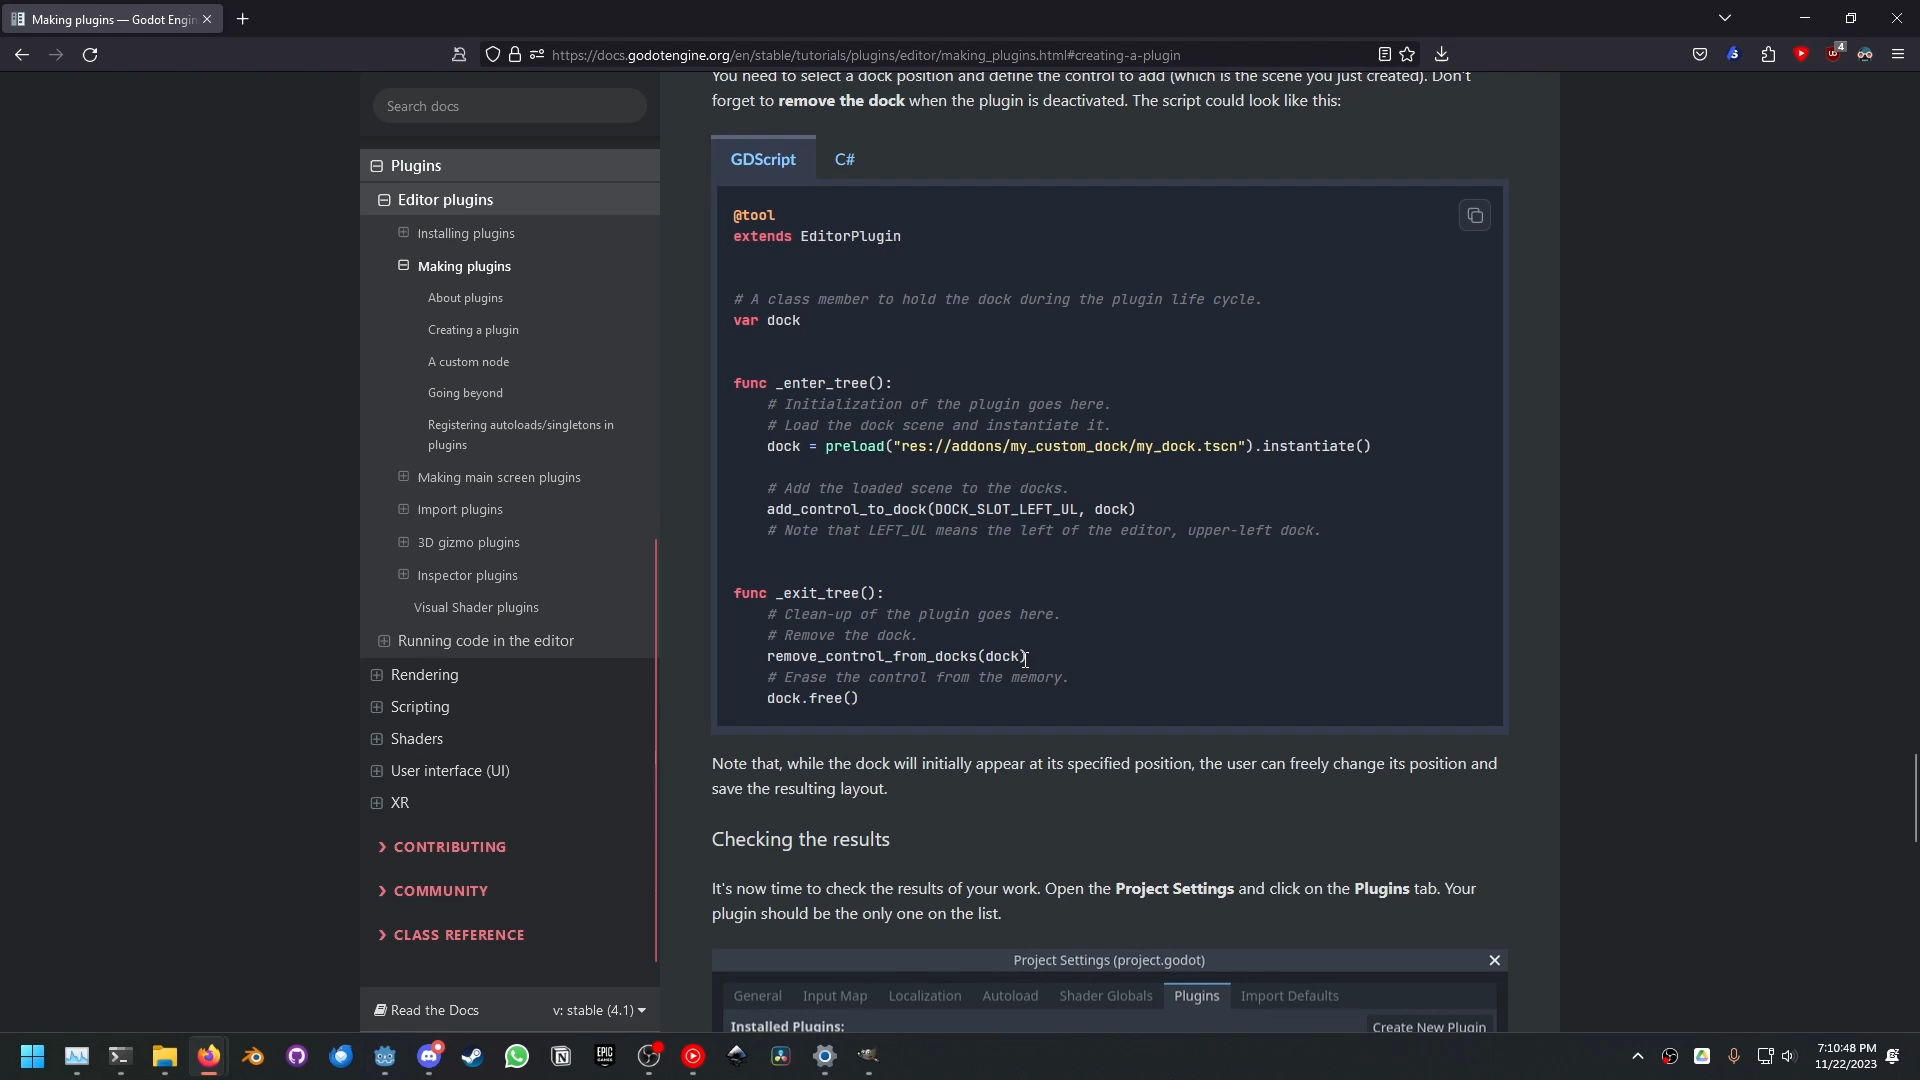 Making plugins — Godot Engin
https://docs.godotengine.org/en/stable/tutorials/plugins/editor/making_plugins.html#creating-a-plugin
4
Search docs
Plugins
Editor plugins
Installing plugins
Making plugins
About plugins
Creating a plugin
A custom node
Going beyond
Registering autoloads/singletons in
plugins
Making main screen plugins
Import plugins
3D gizmo plugins
Inspector plugins
Visual Shader plugins
Running code in the editor
Rendering
Scripting
Shaders
User interface (UI)
XR
CONTRIBUTING
COMMUNITY
CLASS REFERENCE
Read the Docs
v: stable (4.1)
You need to select a dock position and define the control to add (which is the scene you just created). Don't
forget to remove the dock when the plugin is deactivated. The script could look like this:
GDScript
C#
@tool
extends EditorPlugin
# A class member to hold the dock during the plugin life cycle.
var dock
func _enter_tree():
# Initialization of the plugin goes here.
# Load the dock scene and instantiate it.
dock = preload("res://addons/my_custom_dock/my_dock.tscn").instantiate()
# Add the loaded scene to the docks.
add_control_to_dock(DOCK_SLOT_LEFT_UL, dock)
# Note that LEFT_UL means the left of the editor, upper-left dock.
func _exit_tree():
# Clean-up of the plugin goes here.
# Remove the dock.
remove_control_from_docks(dock)
# Erase the control from the memory.
dock.free()
Note that, while the dock will initially appear at its specified position, the user can freely change its position and
save the resulting layout.
Checking the results
It's now time to check the results of your work. Open the Project Settings and click on the Plugins tab. Your
plugin should be the only one on the list.
Project Settings (project.godot)
General
Input Map
Localization
Autoload
Shader Globals
Plugins
Import Defaults
Installed Plugins:
Create New Plugin
EPIC
GAMES
7:10:48 PM
11/22/2023